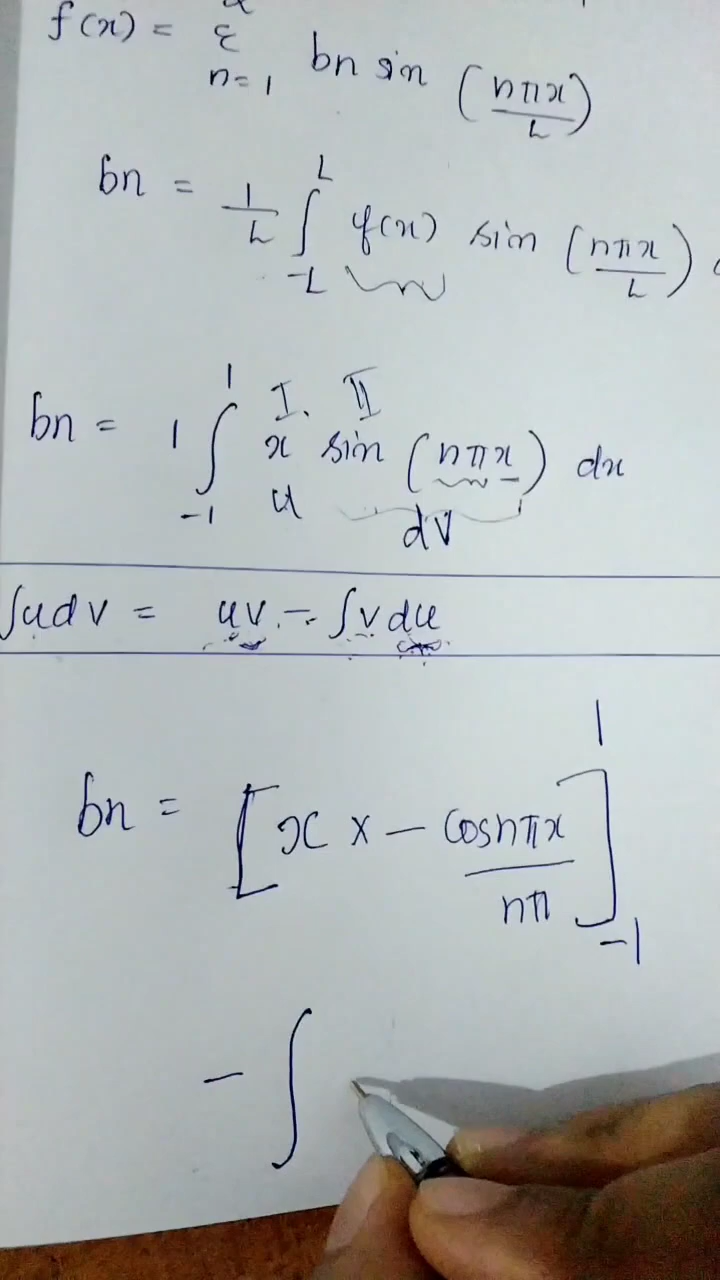 f(x) = Σ n=1 bn sin (nπx/L)
bn = 1/L ∫ -L L f(x) sin (nπx/L)
I. II
bn = 1 ∫ -1 1 x sin (nπx) dx
u dv
∫udv = uv - ∫vdu
bn = [x × - cosnπx/nπ] 1 -1
- ∫